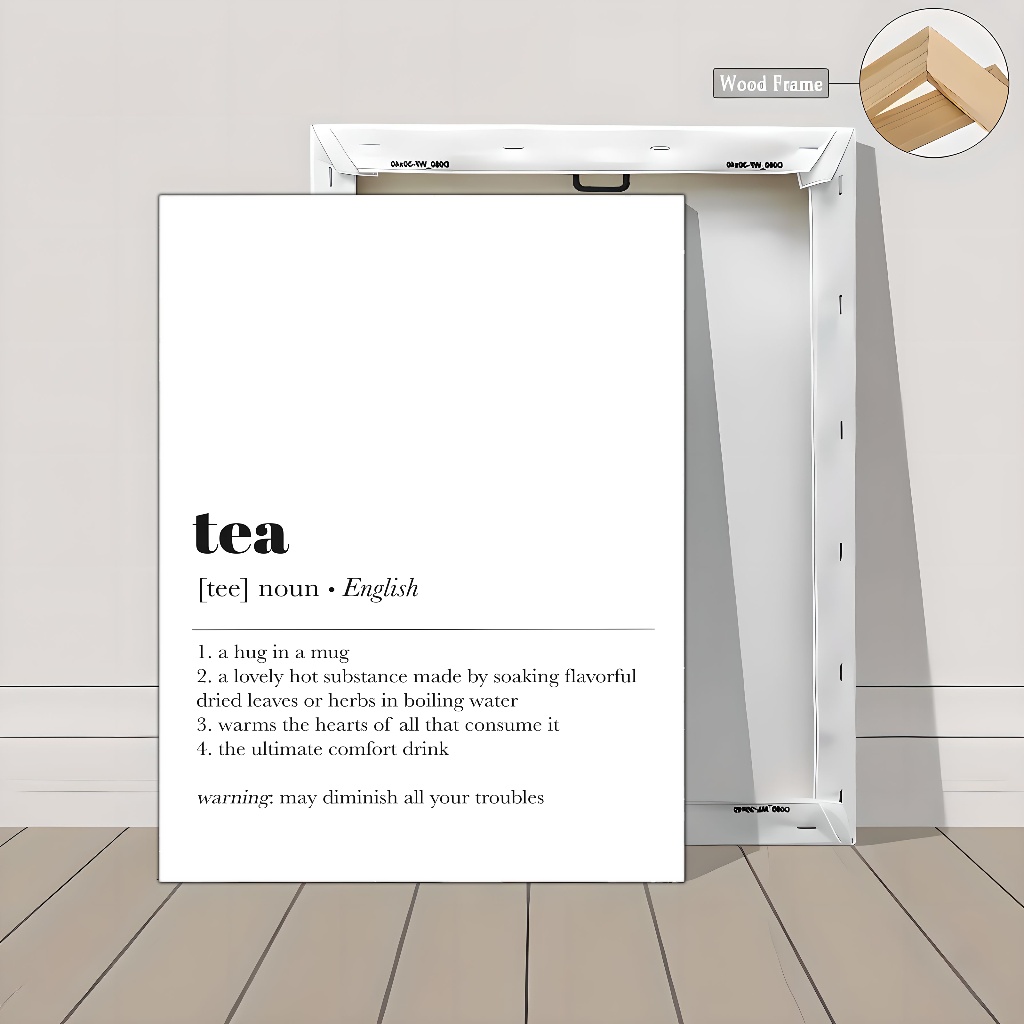 Wood Frame
tea
[tee] noun • English
1. a hug in a mug
2. a lovely hot substance made by soaking flavorful
dried leaves or herbs in boiling water
3. warms the hearts of all that consume it
4. the ultimate comfort drink
warning: may diminish all your troubles